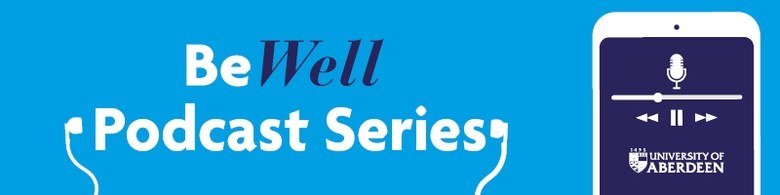 BeWell
Podcast Series
1495
UNIVERSITY OF
ABERDEEN